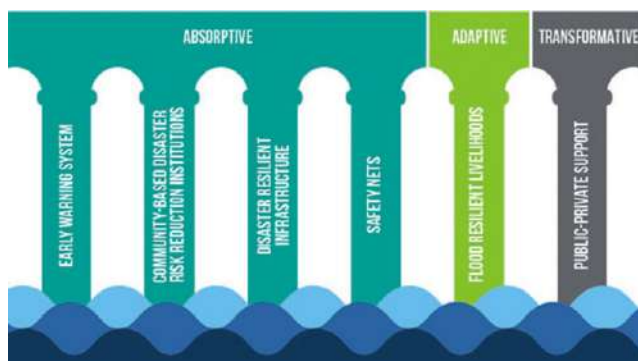 ABSORPTIVE
ADAPTIVE
TRANSFORMATIVE
EARLY WARNING SYSTEM
COMMUNITY-BASED DISASTER
RISK REDUCTION INSTITUTIONS
DISASTER RESILIENT
INFRASTRUCTURE
SAFETY NETS
FLOOD RESILIENT LIVELIHOODS
PUBLIC-PRIVATE SUPPORT